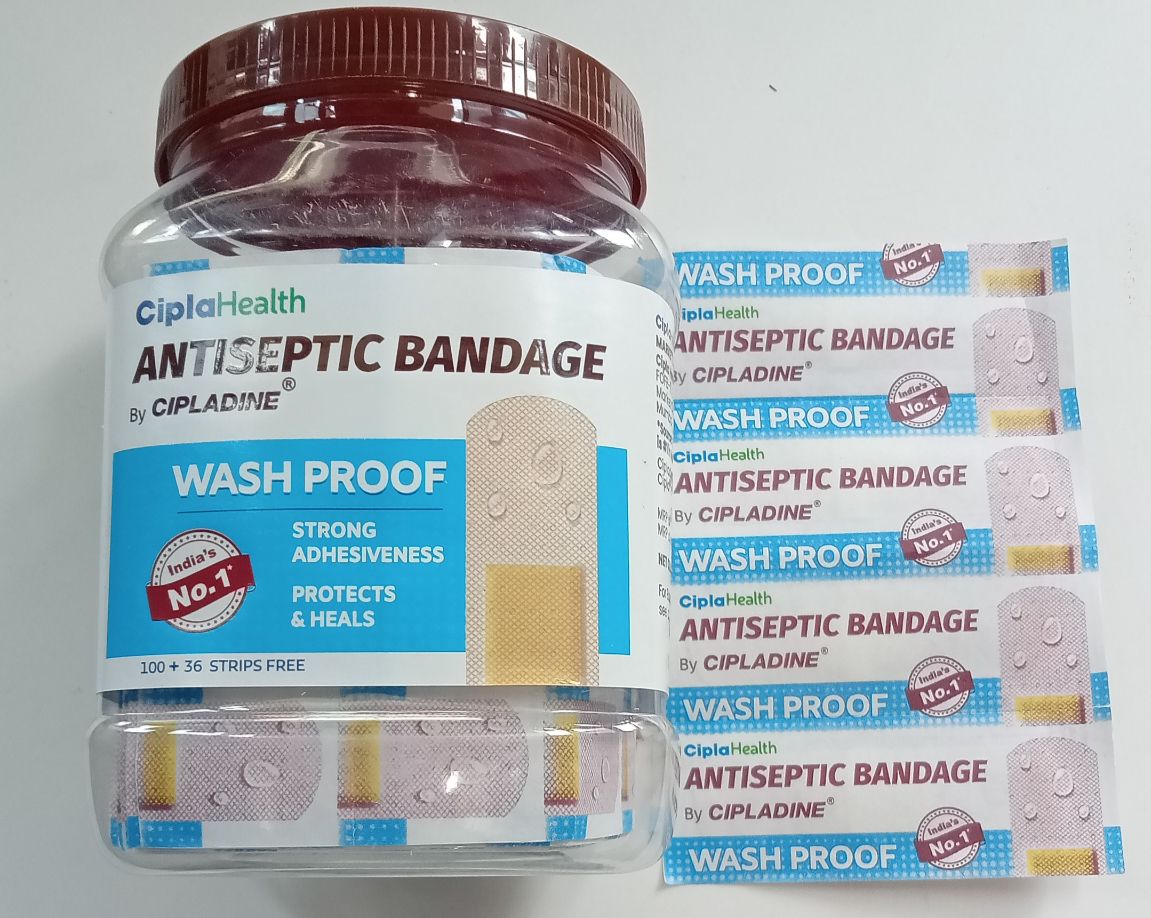 CiplaHealth
ANTISEPTIC BANDAGE
By CIPLADINE®
WASH PROOF
STRONG
ADHESIVENESS
India's
No.1*
PROTECTS
& HEALS
100 + 36 STRIPS FREE
WASH PROOF
India's
No.1*
CiplaHealth
ANTISEPTIC BANDAGE
By CIPLADINE®
WASH PROOF
India's
No.1*
CiplaHealth
ANTISEPTIC BANDAGE
By CIPLADINE®
WASH PROOF
India's
No.1*
CiplaHealth
ANTISEPTIC BANDAGE
By CIPLADINE®
WASH PROOF
India's
No.1*
CiplaHealth
ANTISEPTIC BANDAGE
By CIPLADINE®
WASH PROOF
India's
No.1*